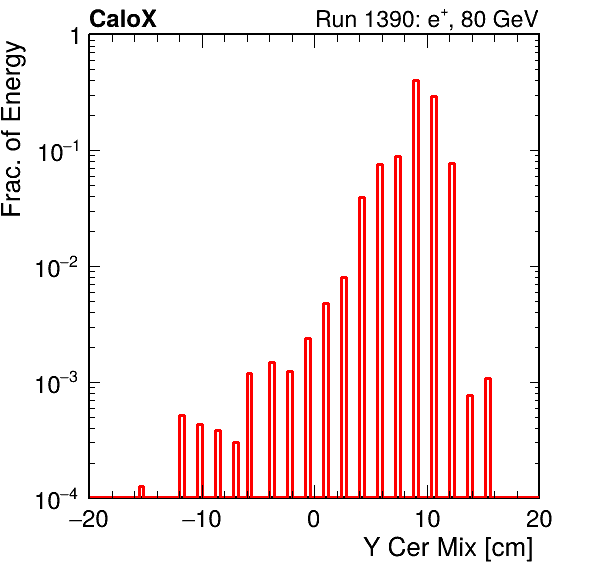 CaloX Run 1390: e⁺, 80 GeV
Frac. of Energy
1
10⁻¹
10⁻²
10⁻³
10⁻⁴
−20 −10 0 10 20
Y Cer Mix [cm]